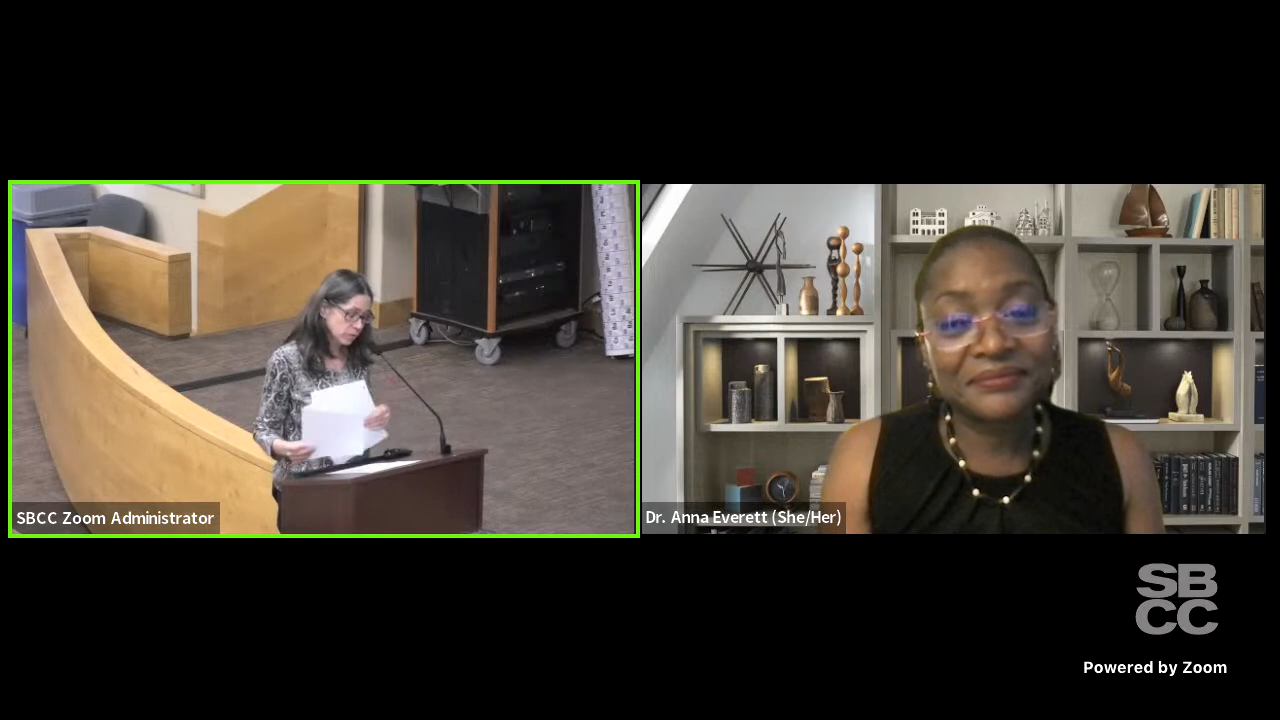 SBCC Zoom Administrator
Dr. Anna Everett (She/Her)
SB
CC
Powered by Zoom